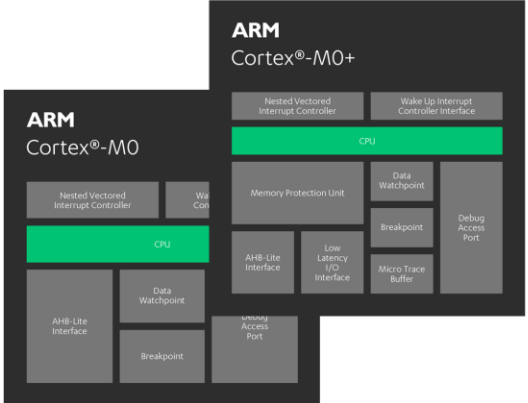 ARM
Cortex®-M0+
Nested Vectored
Interrupt Controller
Wake Up Interrupt
Controller Interface
CPU
Memory Protection Unit
Data
Watchpoint
Breakpoint
Debug
Access
Port
AHB-Lite
Interface
Low
Latency
I/O
Interface
Micro Trace
Buffer
ARM
Cortex®-M0
Nested Vectored
Interrupt Controller
CPU
AHB-Lite
Interface
Data
Watchpoint
Breakpoint
Debug
Access
Port